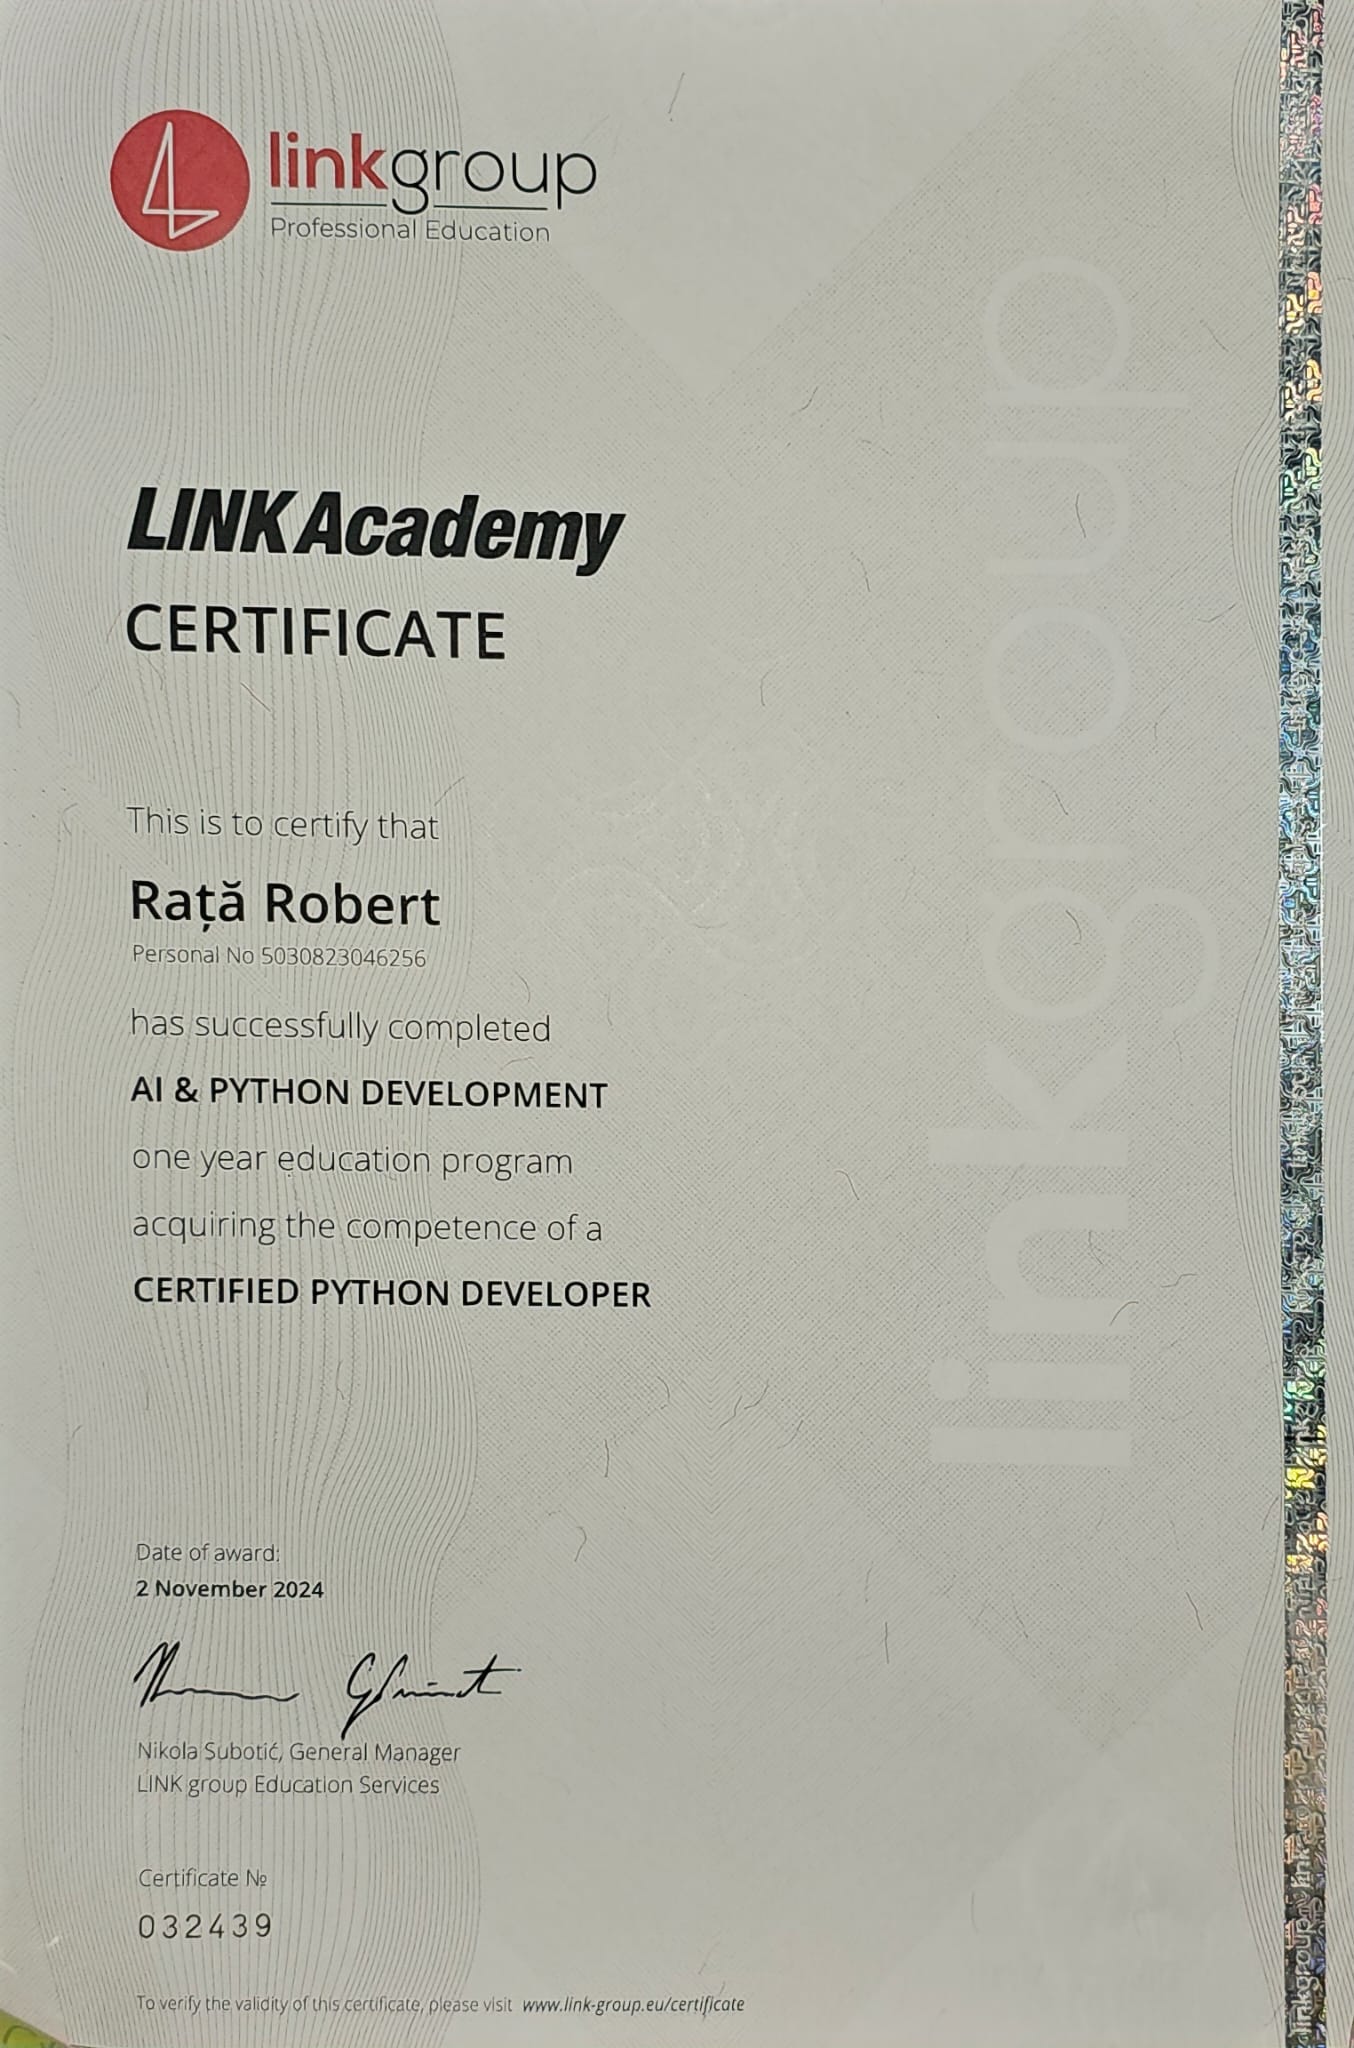 linkgroup
Professional Education
LINK Academy
CERTIFICATE
This is to certify that
Rață Robert
Personal No 5030823046256
has successfully completed
AI & PYTHON DEVELOPMENT
one year education program
acquiring the competence of a
CERTIFIED PYTHON DEVELOPER
Date of award:
2 November 2024
Nikola Subotić, General Manager
LINK group Education Services
Certificate №
032439
To verify the validity of this certificate, please visit www.link-group.eu/certificate
linkgroup